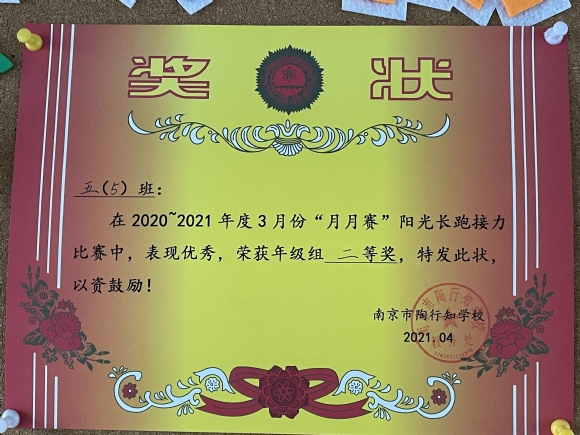 奖 状
五(5)班:
在2020~2021年度3月份“月月赛”阳光长跑接力
比赛中,表现优秀,荣获年级组 二等奖,特发此状,
以资鼓励!
南京市陶行知学校
2021.04